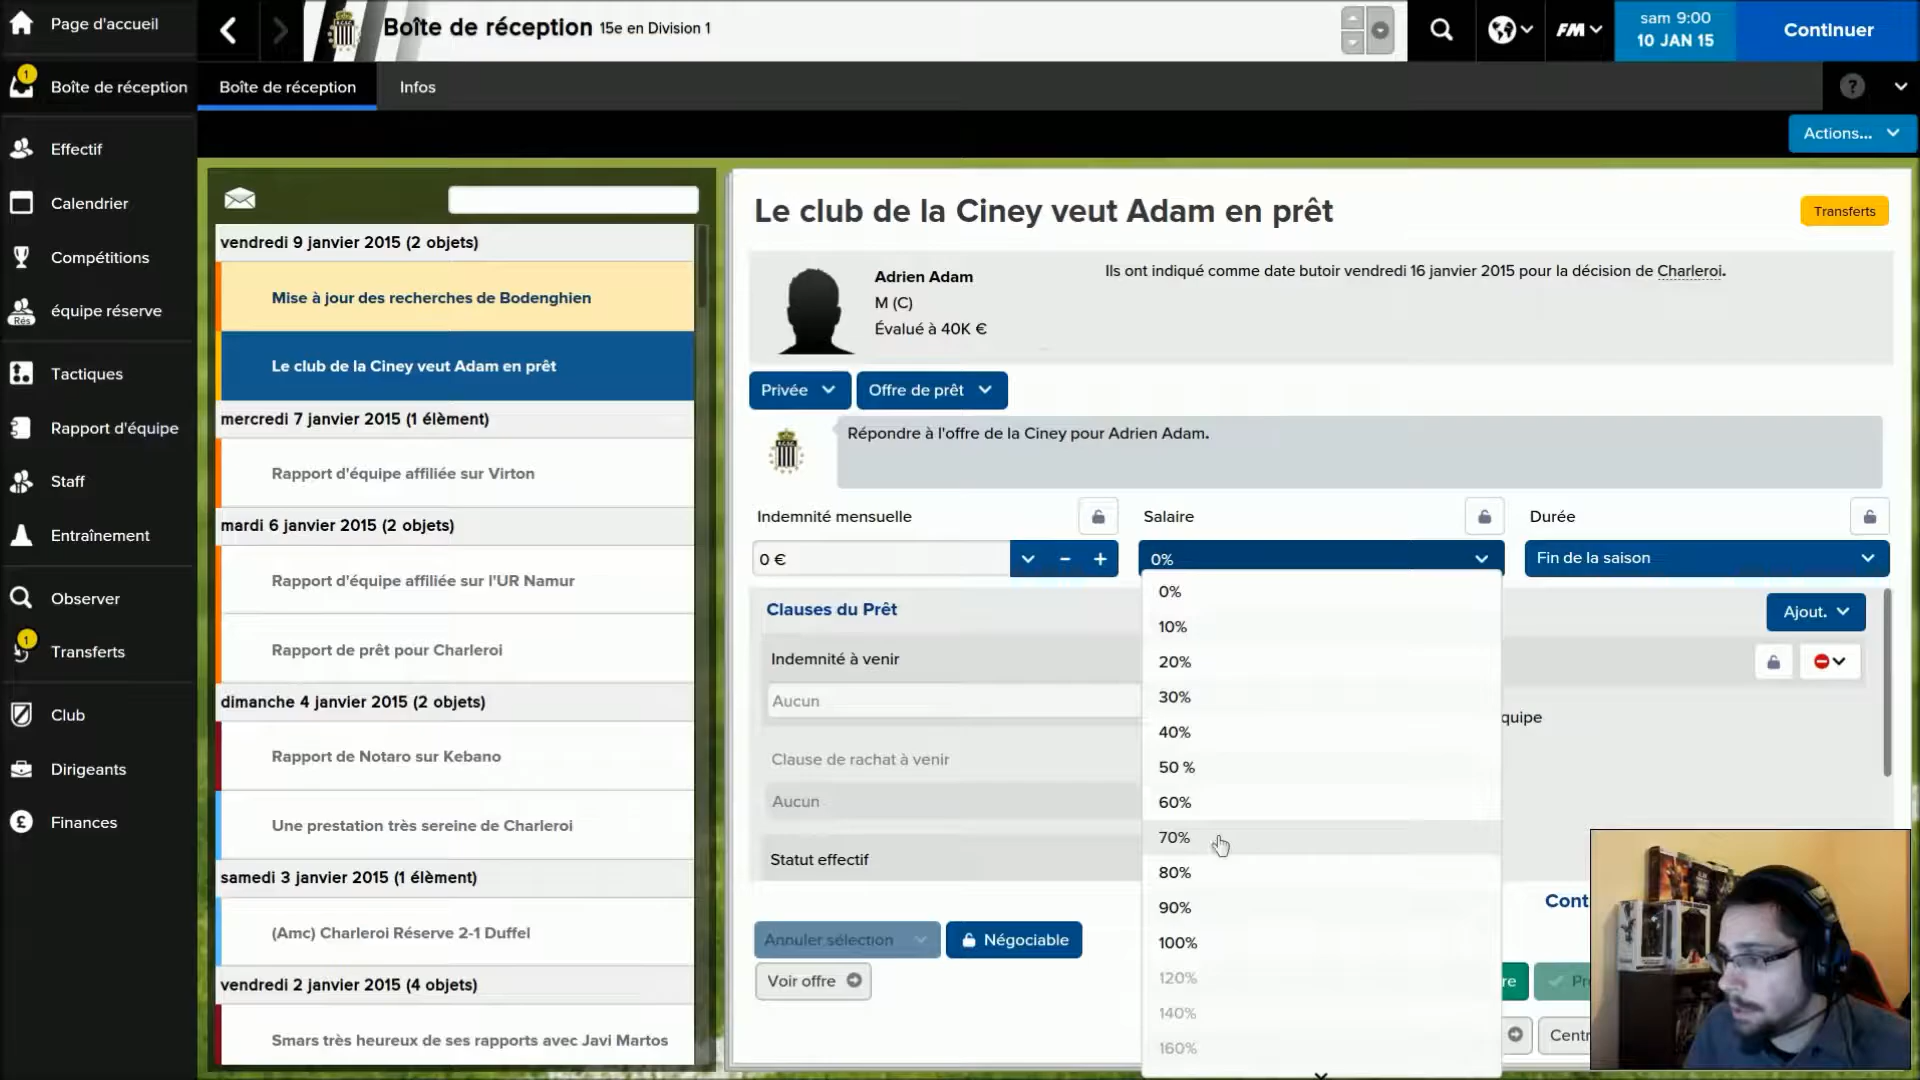 Page d'accueil
Boîte de réception 15e en Division 1
FM
sam 9:00
10 JAN 15
Continuer
1
Boîte de réception
Boîte de réception
Infos
?
Actions...
Effectif
Calendrier
Compétitions
Rés
équipe réserve
Tactiques
Rapport d'équipe
Staff
Entraînement
Observer
1
Transferts
Club
Dirigeants
£
Finances
vendredi 9 janvier 2015 (2 objets)
Mise à jour des recherches de Bodenghien
Le club de la Ciney veut Adam en prêt
mercredi 7 janvier 2015 (1 élèment)
Rapport d'équipe affiliée sur Virton
mardi 6 janvier 2015 (2 objets)
Rapport d'équipe affiliée sur l'UR Namur
Rapport de prêt pour Charleroi
dimanche 4 janvier 2015 (2 objets)
Rapport de Notaro sur Kebano
Une prestation très sereine de Charleroi
samedi 3 janvier 2015 (1 élèment)
(Amc) Charleroi Réserve 2-1 Duffel
vendredi 2 janvier 2015 (4 objets)
Smars très heureux de ses rapports avec Javi Martos
Le club de la Ciney veut Adam en prêt
Transferts
Adrien Adam
M (C)
Évalué à 40K €
Ils ont indiqué comme date butoir vendredi 16 janvier 2015 pour la décision de Charleroi.
Privée
Offre de prêt
Répondre à l'offre de la Ciney pour Adrien Adam.
Indemnité mensuelle
Salaire
Durée
0 €
0%
Fin de la saison
Clauses du Prêt
Ajout.
Indemnité à venir
Aucun
quipe
Clause de rachat à venir
Aucun
Statut effectif
0%
10%
20%
30%
40%
50 %
60%
70%
80%
90%
100%
120%
140%
160%
Cont
Annuler sélection
Négociable
Voir offre
re
Pr
Centr